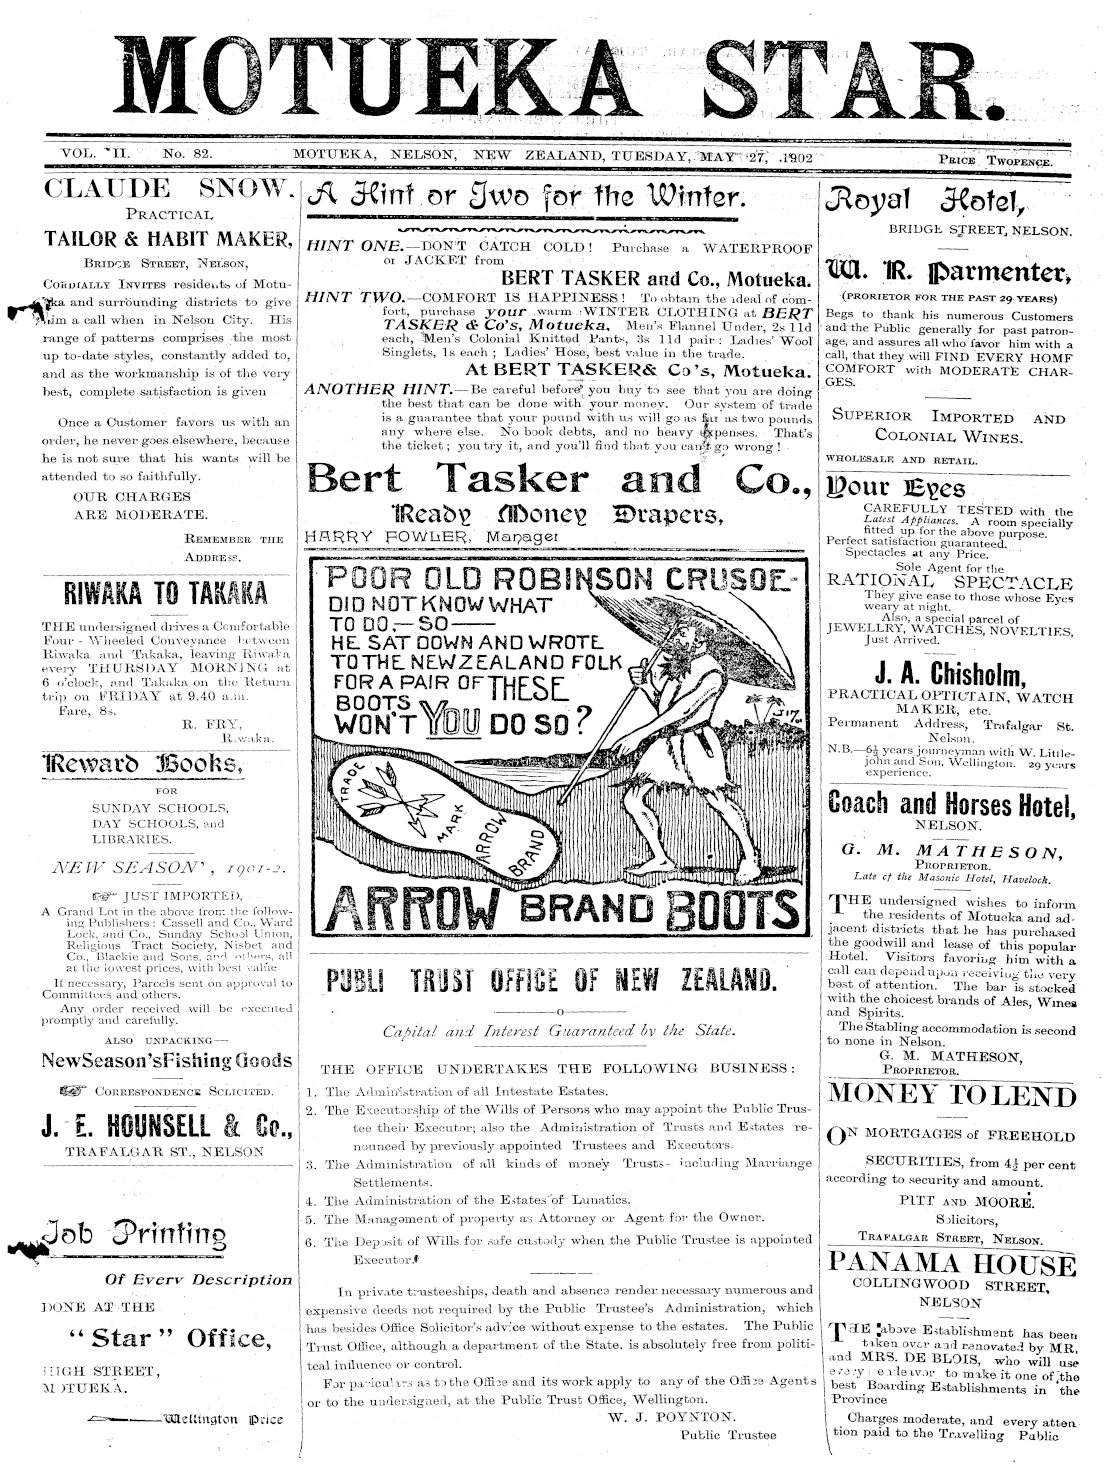 MOTUEKA STAR.
VOL. II. No. 82. MOTUEKA, NELSON, NEW ZEALAND, TUESDAY, MAY 27, 1902 PRICE TWOPENCE.
CLAUDE SNOW.
PRACTICAL
TAILOR & HABIT MAKER,
BRIDGE STREET, NELSON,
CORDIALLY INVITES residents of Motu-
eka and surrounding districts to give
him a call when in Nelson City. His
range of patterns comprises the most
up to-date styles, constantly added to,
and as the workmanship is of the very
best, complete satisfaction is given
Once a Customer favors us with an
order, he never goes elsewhere, because
he is not sure that his wants will be
attended to so faithfully.
OUR CHARGES
ARE MODERATE.
REMEMBER THE
ADDRESS.
RIWAKA TO TAKAKA
THE undersigned drives a Comfortable
Four-Wheeled Conveyance between
Riwaka and Takaka, leaving Riwaka
every THURSDAY MORNING at
6 o'clock, and Takaka on the Return
trip on FRIDAY at 9.40 a.m.
Fare, 8s.
R. FRY,
Riwaka.
Reward Books,
FOR
SUNDAY SCHOOLS,
DAY SCHOOLS, and
LIBRARIES.
NEW SEASON', 1901-2.
JUST IMPORTED,
A Grand Lot in the above from the follow-
ing Publishers: Cassell and Co., Ward
Lock, and Co., Sunday School Union,
Religious Tract Society, Nisbet and
Co., Blackie and Sons, and others, all
at the lowest prices, with best value
If necessary, Parcels sent on approval to
Committees and others.
Any order received will be executed
promptly and carefully.
ALSO UNPACKING—
NewSeason'sFishing Goods
CORRESPONDENCE SOLICITED.
J. E. HOUNSELL & Co.,
TRAFALGAR ST., NELSON
Job Printing
Of Every Description
DONE AT THE
"Star" Office,
HIGH STREET,
MOTUEKA.
Wellington Price
A Hint or Two for the Winter.
HINT ONE.—DON'T CATCH COLD! Purchase a WATERPROOF
or JACKET from
BERT TASKER and Co., Motueka.
HINT TWO.—COMFORT IS HAPPINESS! To obtain the ideal of com-
fort, purchase your warm WINTER CLOTHING at BERT
TASKER & Co's, Motueka. Men's Flannel Under, 2s 11d
each, Men's Colonial Knitted Pants, 3s 11d pair: Ladies' Wool
Singlets, 1s each; Ladies' Hose, best value in the trade.
At BERT TASKER& Co's, Motueka.
ANOTHER HINT.—Be careful before you buy to see that you are doing
the best that can be done with your money. Our system of trade
is a guarantee that your pound with us will go as far as two pounds
any where else. No book debts, and no heavy expenses. That's
the ticket; you try it, and you'll find that you can't go wrong!
Bert Tasker and Co.,
Ready Money Drapers,
HARRY FOWLER, Manager
POOR OLD ROBINSON CRUSOE-
DID NOT KNOW WHAT
TO DO,—SO—
HE SAT DOWN AND WROTE
TO THE NEW ZEALAND FOLK
FOR A PAIR OF THESE
BOOTS
WON'T YOU DO SO?
TRADE
MARK
ARROW
BRAND
ARROW BRAND BOOTS
PUBLI TRUST OFFICE OF NEW ZEALAND.
o
Capital and Interest Guaranteed by the State.
THE OFFICE UNDERTAKES THE FOLLOWING BUSINESS:
1. The Administration of all Intestate Estates.
2. The Executorship of the Wills of Persons who may appoint the Public Trus-
tee their Executor; also the Administration of Trusts and Estates re-
nounced by previously appointed Trustees and Executors.
3. The Administration of all kinds of money Trusts- including Marriange
Settlements.
4. The Administration of the Estates of Lunatics.
5. The Management of property as Attorney or Agent for the Owner.
6. The Deposit of Wills for safe custody when the Public Trustee is appointed
Executor.
In private trusteeships, death and absence render necessary numerous and
expensive deeds not required by the Public Trustee's Administration, which
has besides Office Solicitor's advice without expense to the estates. The Public
Trust Office, although a department of the State. is absolutely free from politi-
tcal influence or control.
For particulars as to the Office and its work apply to any of the Office Agents
or to the undersigned, at the Public Trust Office, Wellington.
W. J. POYNTON.
Public Trustee
Royal Hotel,
BRIDGE STREET, NELSON.
W. R. Parmenter,
(PRORIETOR FOR THE PAST 29 YEARS)
Begs to thank his numerous Customers
and the Public generally for past patron-
age, and assures all who favor him with a
call, that they will FIND EVERY HOME
COMFORT with MODERATE CHAR-
GES.
SUPERIOR IMPORTED AND
COLONIAL WINES.
WHOLESALE AND RETAIL.
Your Eyes
CAREFULLY TESTED with the
Latest Appliances. A room specially
fitted up for the above purpose.
Perfect satisfaction guaranteed.
Spectacles at any Price.
Sole Agent for the
RATIONAL SPECTACLE
They give ease to those whose Eyes
weary at night.
Also, a special parcel of
JEWELLRY, WATCHES, NOVELTIES,
Just Arrived.
J. A. Chisholm,
PRACTICAL OPTICTAIN, WATCH
MAKER, etc.
Permanent Address, Trafalgar St.
Nelson.
N.B.—6½ years journeyman with W. Little-
john and Son, Wellington. 29 years
experience.
Coach and Horses Hotel,
NELSON.
G. M. MATHESON,
PROPRIETOR.
Late of the Masonic Hotel, Havelock.
THE undersigned wishes to inform
the residents of Motueka and ad-
jacent districts that he has purchased
the goodwill and lease of this popular
Hotel. Visitors favoring him with a
call can depend upon receiving the very
best of attention. The bar is stocked
with the choicest brands of Ales, Wines
and Spirits.
The Stabling accommodation is second
to none in Nelson.
G. M. MATHESON,
PROPRIETOR.
MONEY TO LEND
ON MORTGAGES of FREEHOLD
SECURITIES, from 4½ per cent
according to security and amount.
PITT AND MOORE.
Solicitors,
TRAFALGAR STREET, NELSON.
PANAMA HOUSE
COLLINGWOOD STREET,
NELSON
THE above Establishment has been
taken over and renovated by MR,
and MRS. DE BLOIS, who will use
every endeavor to make it one of the
best Boarding Establishments in the
Province
Charges moderate, and every atten
tion paid to the Travelling Public